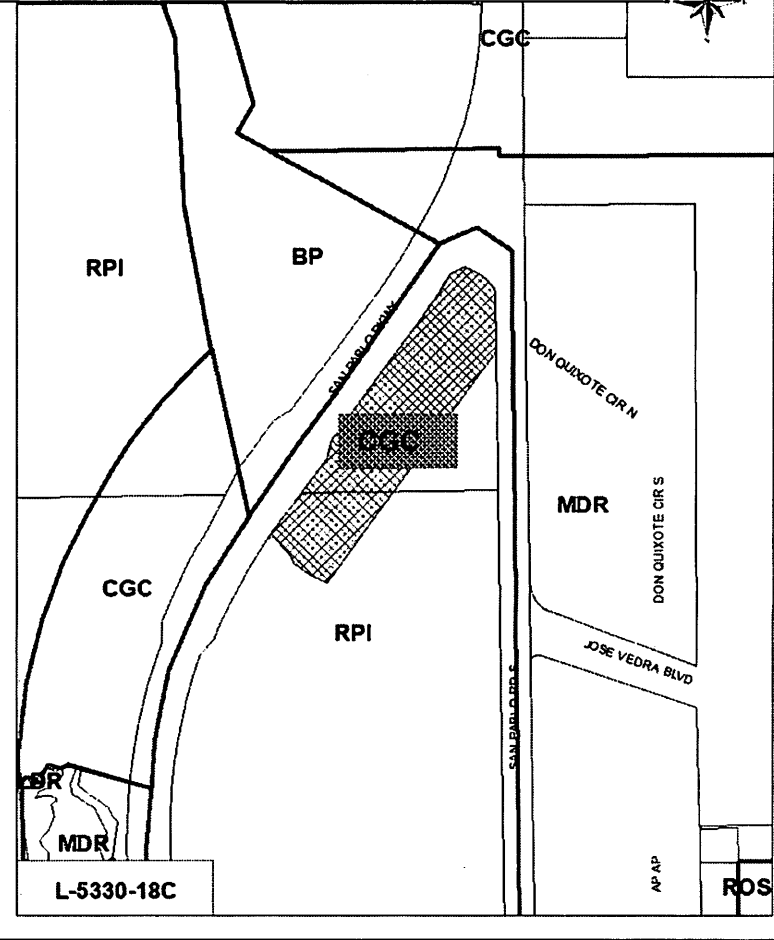 CGC
RPI
BP
SAN PABLO PKWY
DON QUIXOTE CIR N
CGC
MDR
DON QUIXOTE CIR S
CGC
RPI
JOSE VEDRA BLVD
SAN PABLO RD S
MDR
AP AP
ROS
L-5330-18C